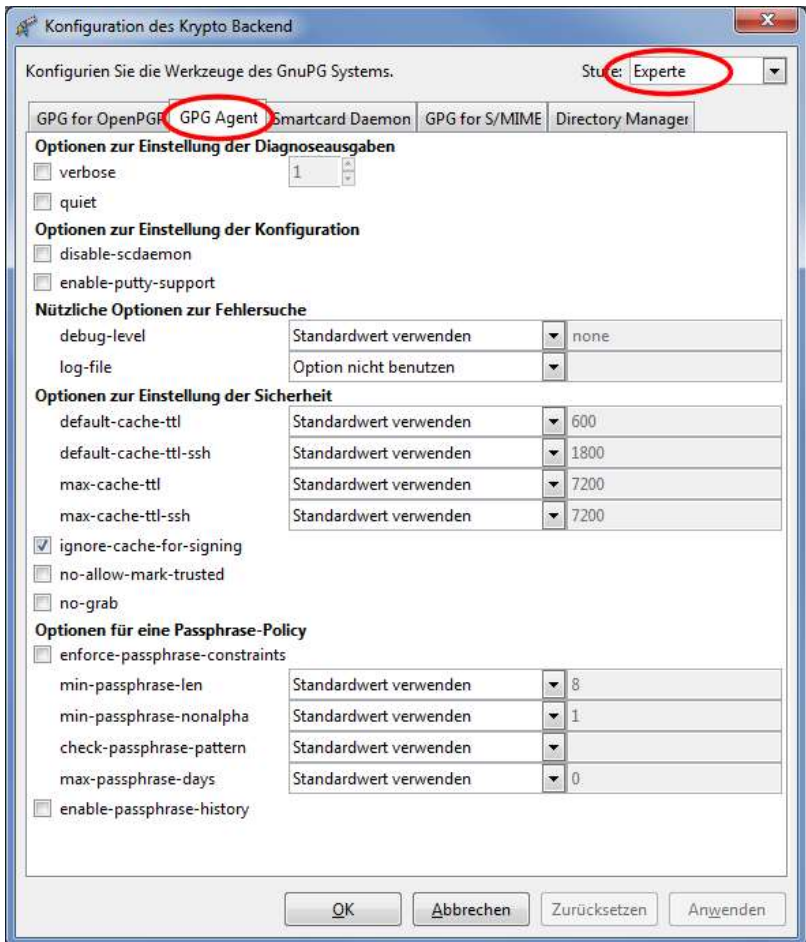 Konfiguration des Krypto Backend
Konfigurien Sie die Werkzeuge des GnuPG Systems.
Stufe: Experte
GPG for OpenPGP GPG Agent Smartcard Daemon GPG for S/MIME Directory Manager
Optionen zur Einstellung der Diagnoseausgaben
verbose 1
quiet
Optionen zur Einstellung der Konfiguration
disable-scdaemon
enable-putty-support
Nützliche Optionen zur Fehlersuche
debug-level Standardwert verwenden none
log-file Option nicht benutzen
Optionen zur Einstellung der Sicherheit
default-cache-ttl Standardwert verwenden 600
default-cache-ttl-ssh Standardwert verwenden 1800
max-cache-ttl Standardwert verwenden 7200
max-cache-ttl-ssh Standardwert verwenden 7200
ignore-cache-for-signing
no-allow-mark-trusted
no-grab
Optionen für eine Passphrase-Policy
enforce-passphrase-constraints
min-passphrase-len Standardwert verwenden 8
min-passphrase-nonalpha Standardwert verwenden 1
check-passphrase-pattern Standardwert verwenden
max-passphrase-days Standardwert verwenden 0
enable-passphrase-history
OK Abbrechen Zurücksetzen Anwenden